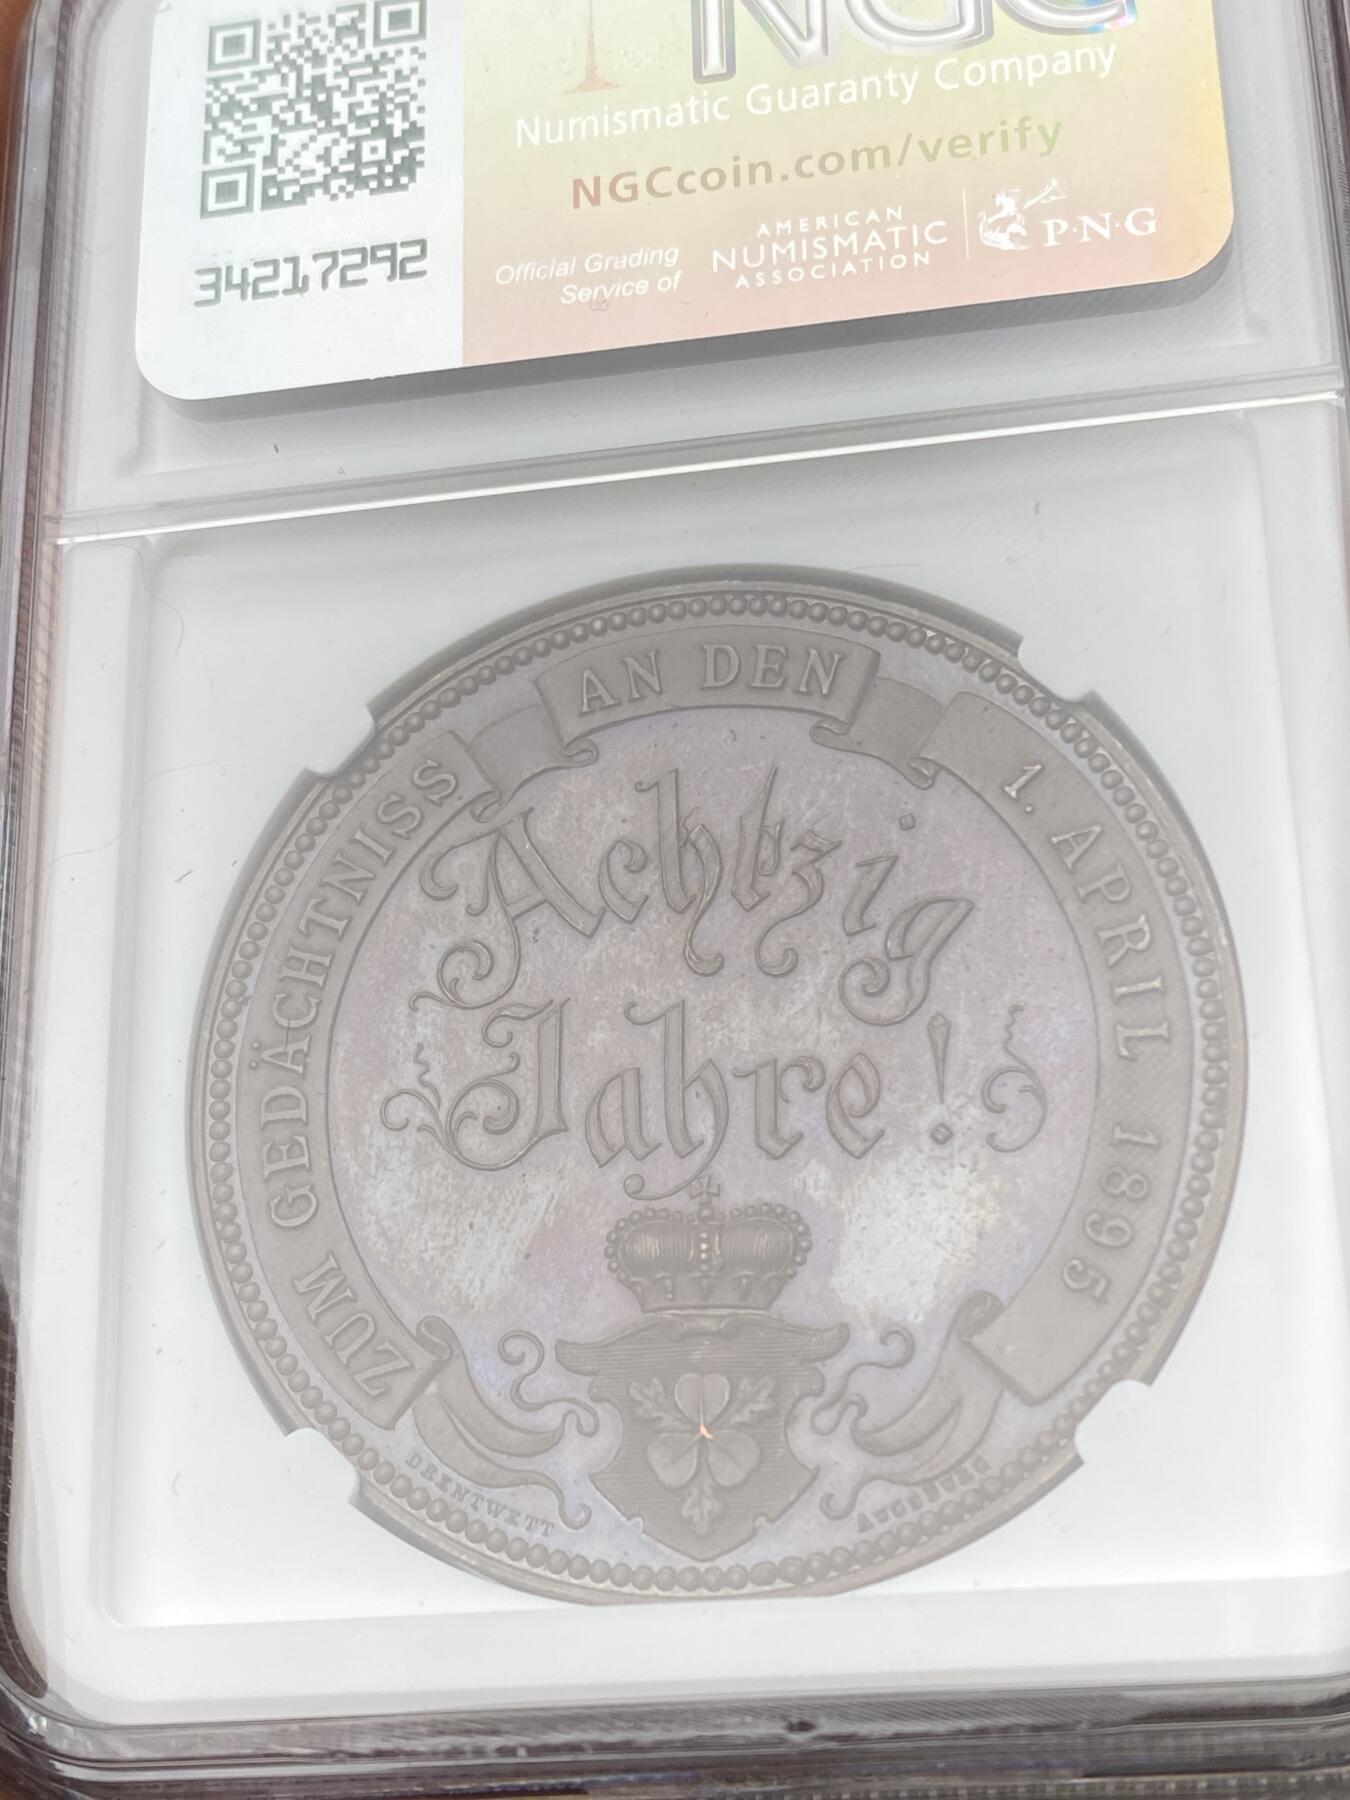 NGC
Numismatic Guaranty Company
NGCcoin.com/verify
Official Grading
Service of
AMERICAN
NUMISMATIC
ASSOCIATION
P·N·G
34217292
ZUM GEDÄCHTNISS AN DEN 1. APRIL 1895
Achtzig
Jahre!
DRENTWETT AUGSBURG